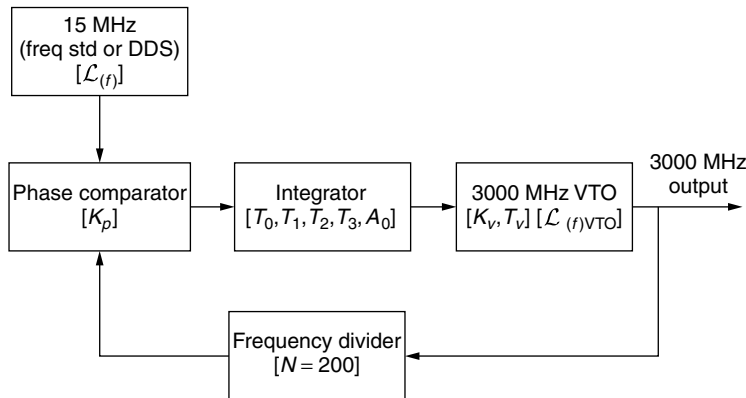 15 MHz
(freq std or DDS)
[ℒ(f)]
Phase comparator
[Kp]
Integrator
[T0,T1,T2,T3,A0]
3000 MHz VTO
[Kv,Tv] [ℒ (f)VTO]
3000 MHz
output
Frequency divider
[N = 200]